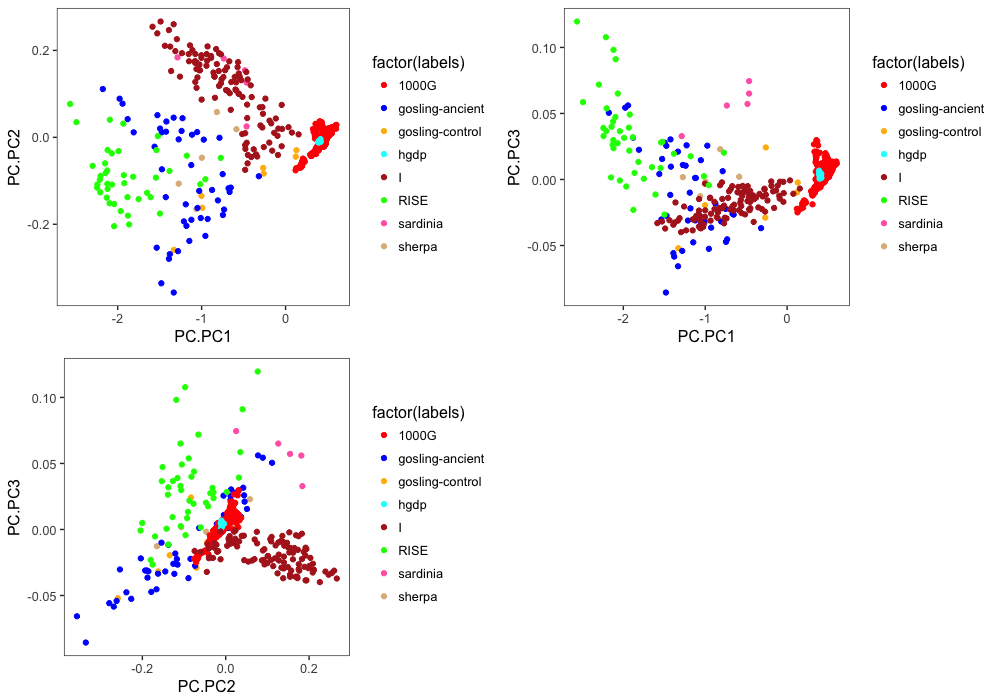 0.2
0.0
-0.2
-2
-1
0
PC.PC1
PC.PC2
factor(labels)
1000G
gosling-ancient
gosling-control
hgdp
I
RISE
sardinia
sherpa
0.10
0.05
0.00
-0.05
-2
-1
0
PC.PC1
PC.PC3
factor(labels)
1000G
gosling-ancient
gosling-control
hgdp
I
RISE
sardinia
sherpa
0.10
0.05
0.00
-0.05
-0.2
0.0
0.2
PC.PC2
PC.PC3
factor(labels)
1000G
gosling-ancient
gosling-control
hgdp
I
RISE
sardinia
sherpa